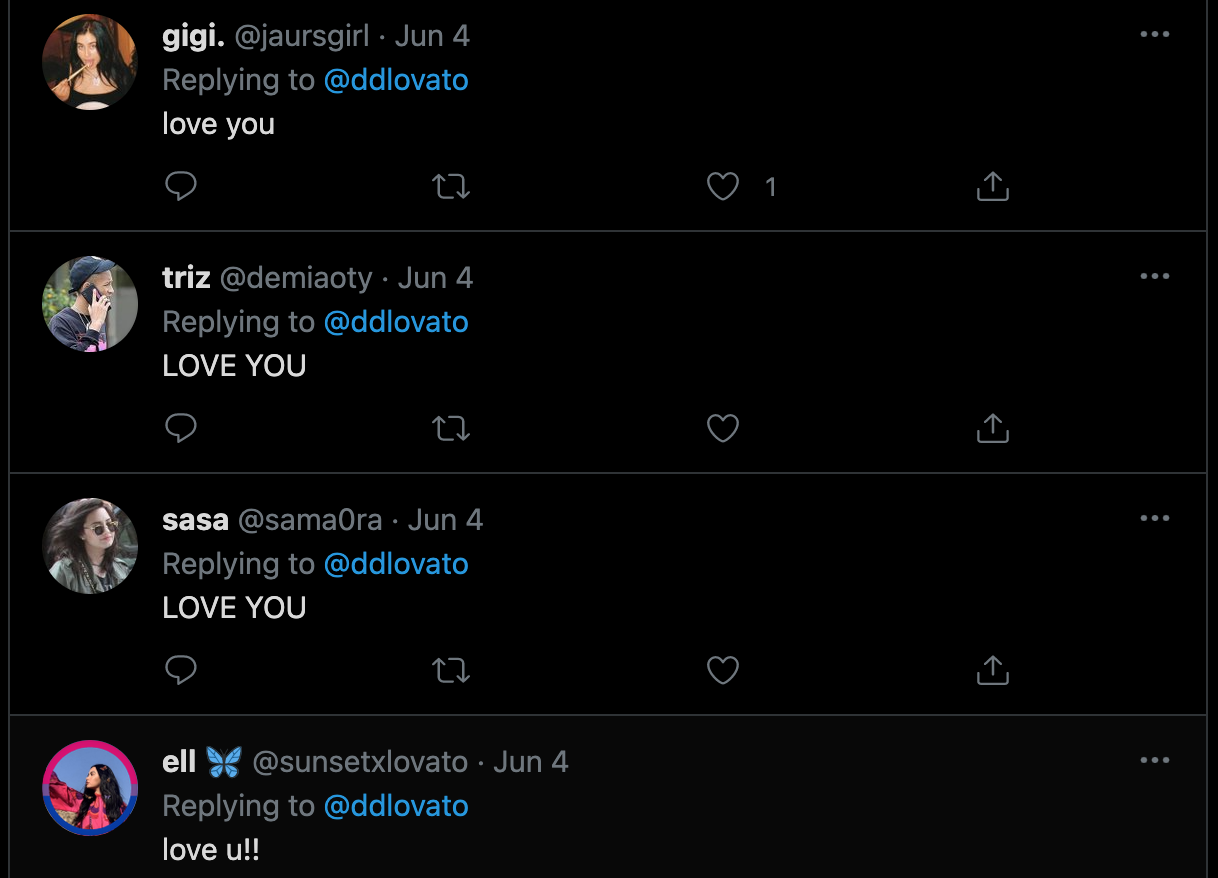 gigi. @jaursgirl · Jun 4
Replying to @ddlovato
love you
1
triz @demiaoty · Jun 4
Replying to @ddlovato
LOVE YOU
sasa @sama0ra · Jun 4
Replying to @ddlovato
LOVE YOU
ell 🦋 @sunsetxlovato · Jun 4
Replying to @ddlovato
love u!!